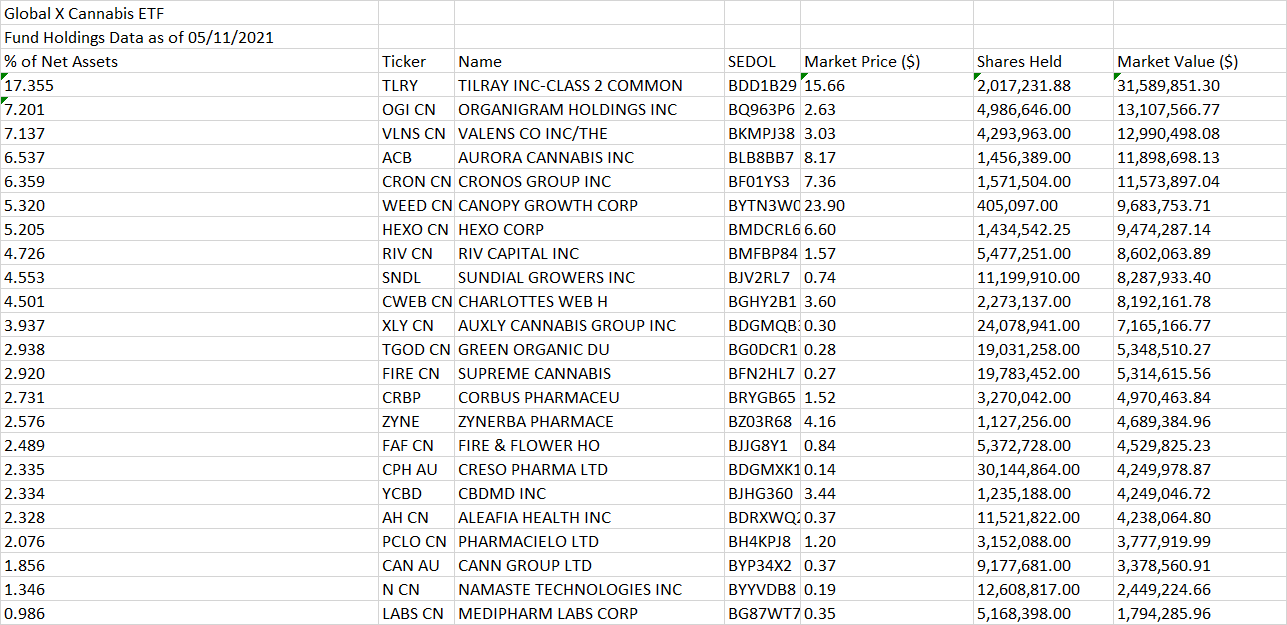 Global X Cannabis ETF
Fund Holdings Data as of 05/11/2021
% of Net Assets Ticker Name SEDOL Market Price ($) Shares Held Market Value ($)
17.355 TLRY TILRAY INC-CLASS 2 COMMON BDD1B29 15.66 2,017,231.88 31,589,851.30
7.201 OGI CN ORGANIGRAM HOLDINGS INC BQ963P6 2.63 4,986,646.00 13,107,566.77
7.137 VLNS CN VALENS CO INC/THE BKMPJ38 3.03 4,293,963.00 12,990,498.08
6.537 ACB AURORA CANNABIS INC BLB8BB7 8.17 1,456,389.00 11,898,698.13
6.359 CRON CN CRONOS GROUP INC BF01YS3 7.36 1,571,504.00 11,573,897.04
5.320 WEED CN CANOPY GROWTH CORP BYTN3W0 23.90 405,097.00 9,683,753.71
5.205 HEXO CN HEXO CORP BMDCRL6 6.60 1,434,542.25 9,474,287.14
4.726 RIV CN RIV CAPITAL INC BMFBP84 1.57 5,477,251.00 8,602,063.89
4.553 SNDL SUNDIAL GROWERS INC BJV2RL7 0.74 11,199,910.00 8,287,933.40
4.501 CWEB CN CHARLOTTES WEB H BGHY2B1 3.60 2,273,137.00 8,192,161.78
3.937 XLY CN AUXLY CANNABIS GROUP INC BDGMQB 0.30 24,078,941.00 7,165,166.77
2.938 TGOD CN GREEN ORGANIC DU BG0DCR1 0.28 19,031,258.00 5,348,510.27
2.920 FIRE CN SUPREME CANNABIS BFN2HL7 0.27 19,783,452.00 5,314,615.56
2.731 CRBP CORBUS PHARMACEU BRYGB65 1.52 3,270,042.00 4,970,463.84
2.576 ZYNE ZYNERBA PHARMACE BZ03R68 4.16 1,127,256.00 4,689,384.96
2.489 FAF CN FIRE & FLOWER HO BJJG8Y1 0.84 5,372,728.00 4,529,825.23
2.335 CPH AU CRESO PHARMA LTD BDGMXK1 0.14 30,144,864.00 4,249,978.87
2.334 YCBD CBDMD INC BJHG360 3.44 1,235,188.00 4,249,046.72
2.328 AH CN ALEAFIA HEALTH INC BDRXWQ 0.37 11,521,822.00 4,238,064.80
2.076 PCLO CN PHARMACIELO LTD BH4KPJ8 1.20 3,152,088.00 3,777,919.99
1.856 CAN AU CANN GROUP LTD BYP34X2 0.37 9,177,681.00 3,378,560.91
1.346 N CN NAMASTE TECHNOLOGIES INC BYYVDB8 0.19 12,608,817.00 2,449,224.66
0.986 LABS CN MEDIPHARM LABS CORP BG87WT7 0.35 5,168,398.00 1,794,285.96